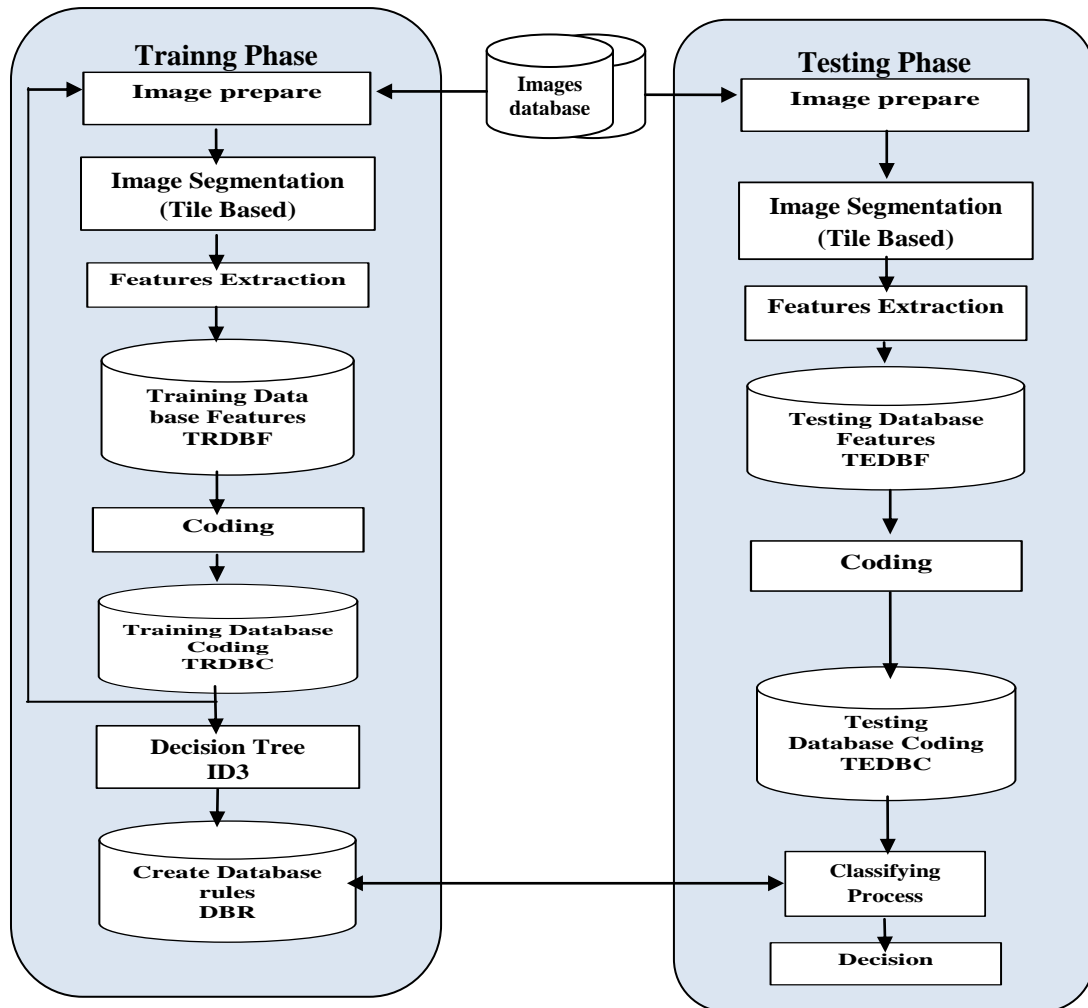 Trainng Phase
Image prepare
Image Segmentation
(Tile Based)
Features Extraction
Training Data
base Features
TRDBF
Coding
Training Database
Coding
TRDBC
Decision Tree
ID3
Create Database
rules
DBR
Images
database
Testing Phase
Image prepare
Image Segmentation
(Tile Based)
Features Extraction
Testing Database
Features
TEDBF
Coding
Testing
Database Coding
TEDBC
Classifying
Process
Decision